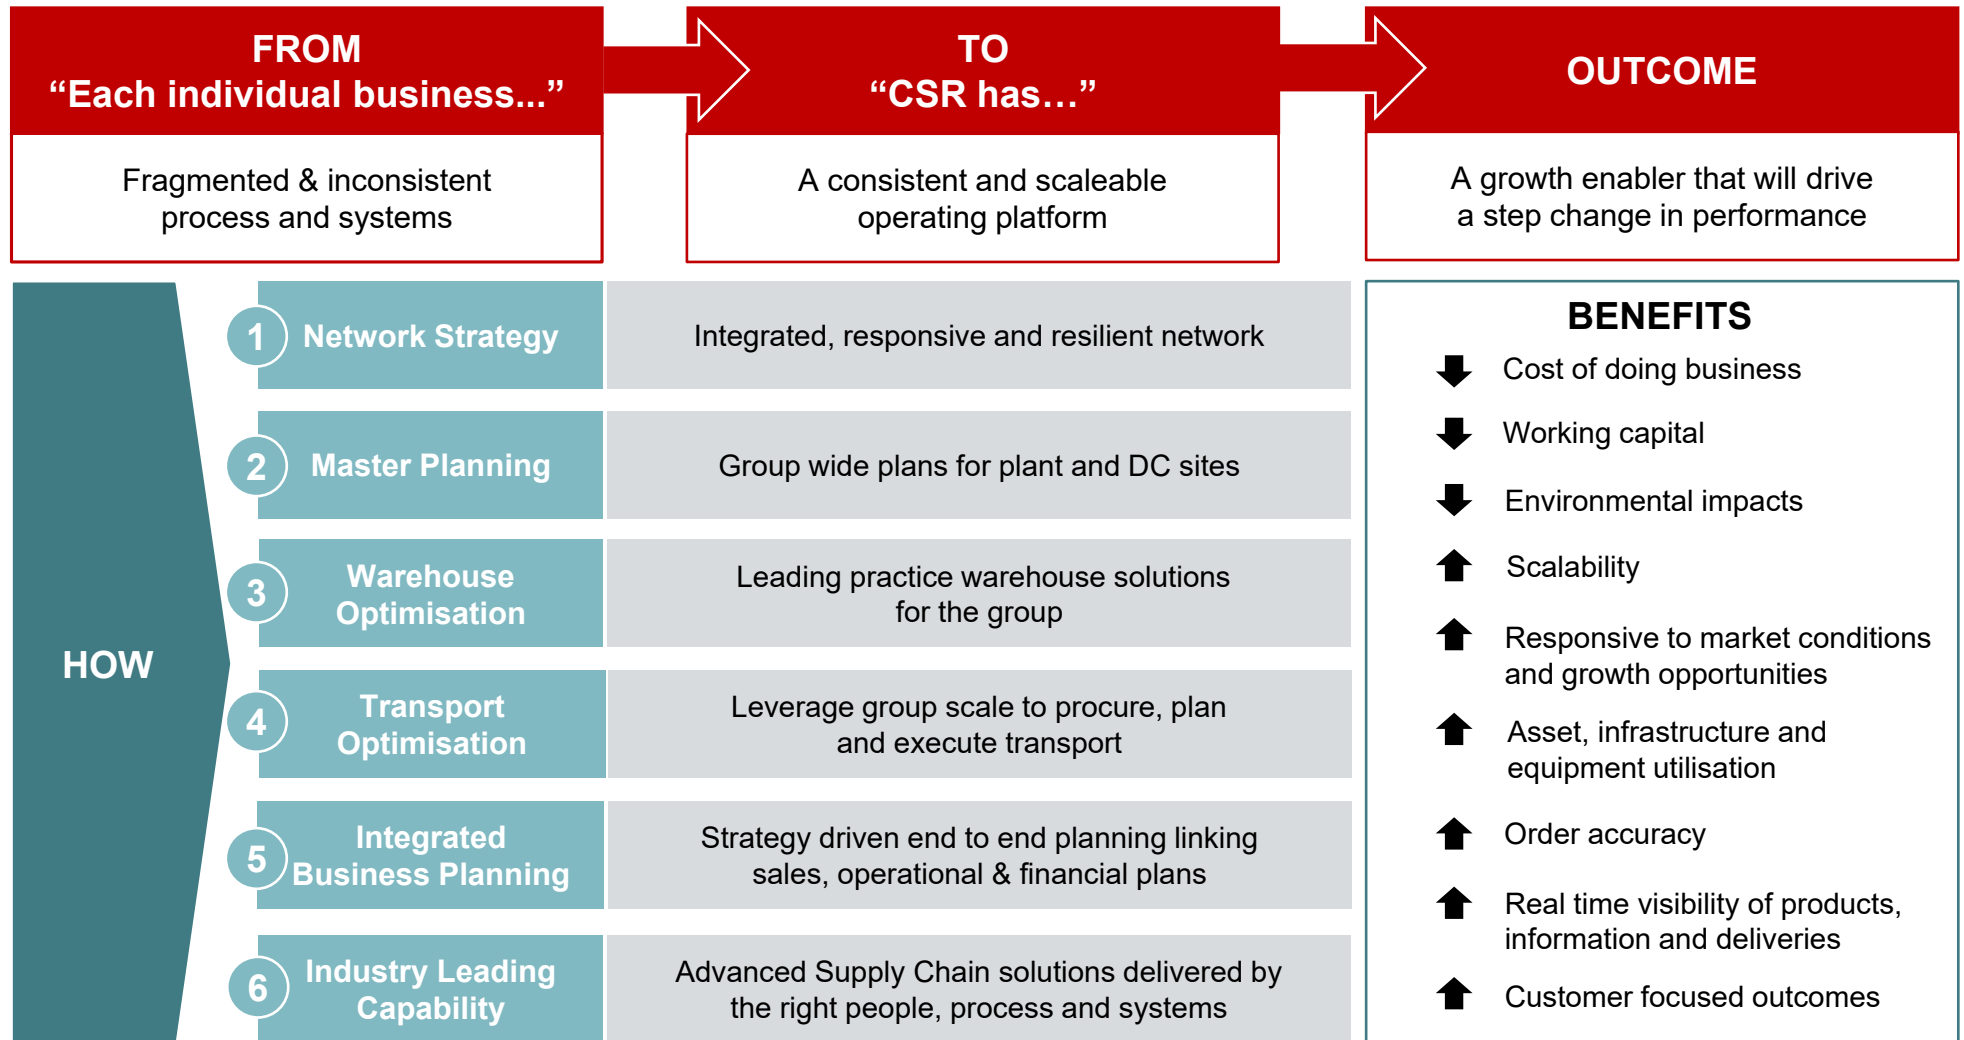 FROM
“Each individual business...”
Fragmented & inconsistent
process and systems
TO
“CSR has…”
A consistent and scaleable
operating platform
OUTCOME
A growth enabler that will drive
a step change in performance
HOW
1
Network Strategy
Integrated, responsive and resilient network
2
Master Planning
Group wide plans for plant and DC sites
3
Warehouse
Optimisation
Leading practice warehouse solutions
for the group
4
Transport
Optimisation
Leverage group scale to procure, plan
and execute transport
5
Integrated
Business Planning
Strategy driven end to end planning linking
sales, operational & financial plans
6
Industry Leading
Capability
Advanced Supply Chain solutions delivered by
the right people, process and systems
BENEFITS
Cost of doing business
Working capital
Environmental impacts
Scalability
Responsive to market conditions
and growth opportunities
Asset, infrastructure and
equipment utilisation
Order accuracy
Real time visibility of products,
information and deliveries
Customer focused outcomes